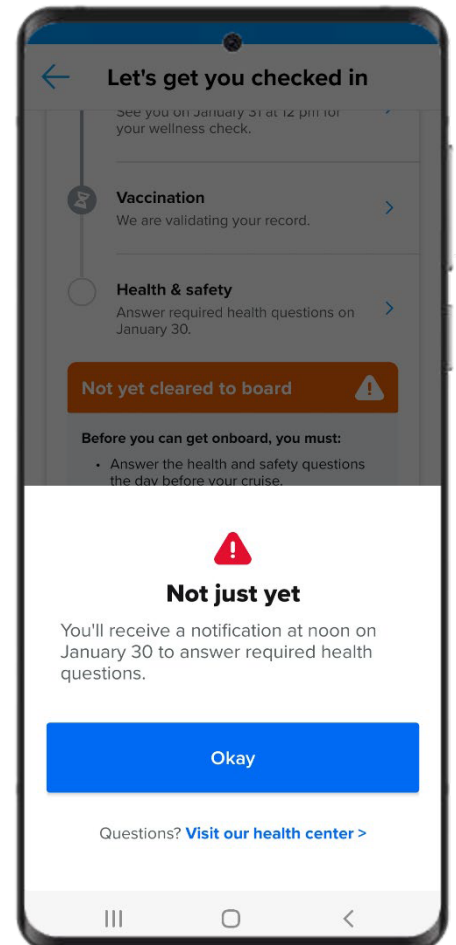 Let's get you checked in
See you on January 31 at 12 pm for
your wellness check.
Vaccination
We are validating your record.
Health & safety
Answer required health questions on
January 30.
Not yet cleared to board
Before you can get onboard, you must:
• Answer the health and safety questions
the day before your cruise.
Not just yet
You'll receive a notification at noon on
January 30 to answer required health
questions.
Okay
Questions? Visit our health center >